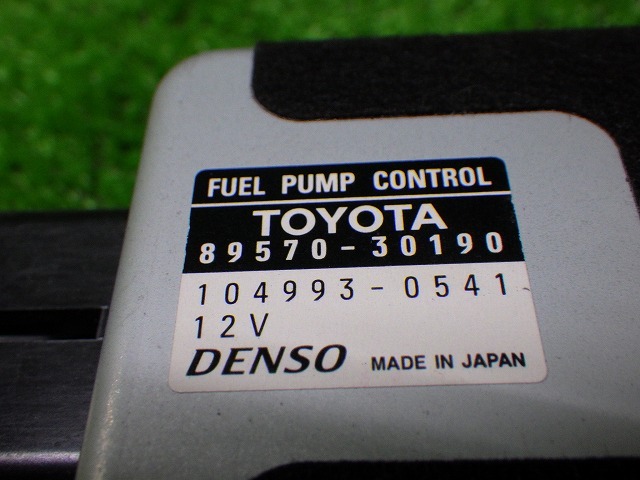 FUEL PUMP CONTROL
TOYOTA
89570-30190
104993-0541
12V
DENSO MADE IN JAPAN